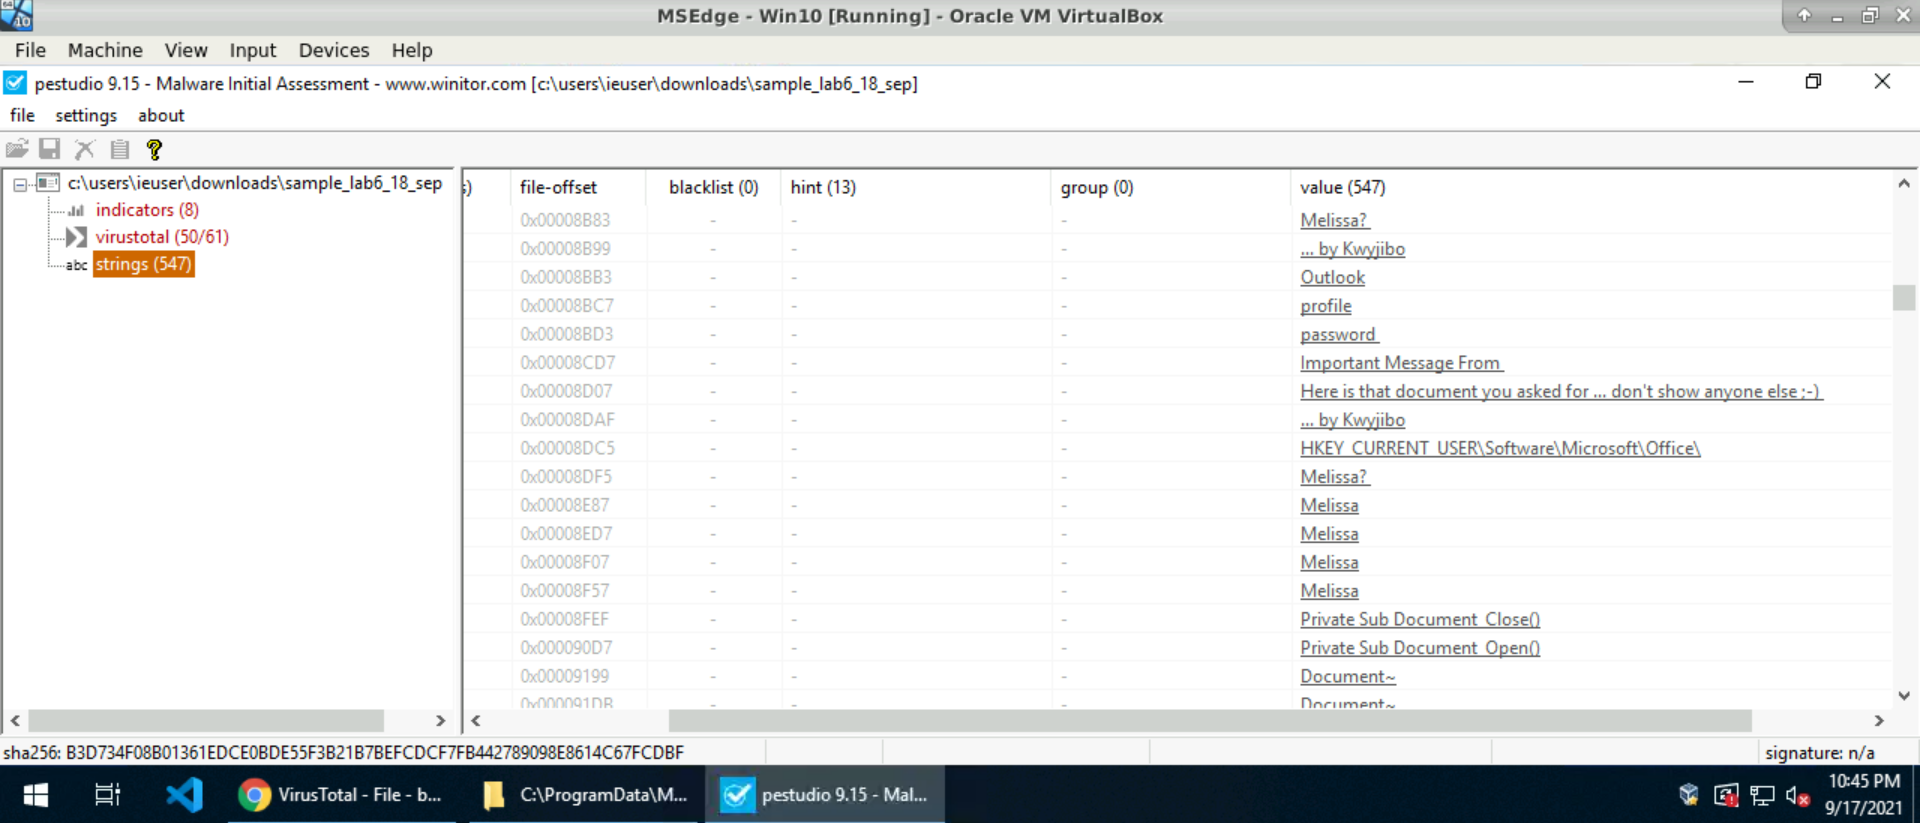 MSEdge - Win10 [Running] - Oracle VM VirtualBox
File Machine View Input Devices Help
pestudio 9.15 - Malware Initial Assessment - www.winitor.com [c:\users\ieuser\downloads\sample_lab6_18_sep]
file settings about
c:\users\ieuser\downloads\sample_lab6_18_sep
indicators (8)
virustotal (50/61)
abc strings (547)
file-offset blacklist (0) hint (13) group (0) value (547)
0x00008B83 - - - Melissa?
0x00008B99 - - - ... by Kwyjibo
0x00008BB3 - - - Outlook
0x00008BC7 - - - profile
0x00008BD3 - - - password
0x00008CD7 - - - Important Message From
0x00008D07 - - - Here is that document you asked for ... don't show anyone else ;-)
0x00008DAF - - - ... by Kwyjibo
0x00008DC5 - - - HKEY_CURRENT_USER\Software\Microsoft\Office\
0x00008DF5 - - - Melissa?
0x00008E87 - - - Melissa
0x00008ED7 - - - Melissa
0x00008F07 - - - Melissa
0x00008F57 - - - Melissa
0x00008FEF - - - Private Sub Document_Close()
0x000090D7 - - - Private Sub Document_Open()
0x00009199 - - - Document~
0x000091DB - - - Document~
sha256: B3D734F08B01361EDCE0BDE55F3B21B7BEFCDCF7FB442789098E8614C67FCDBF
signature: n/a
VirusTotal - File - b...
C:\ProgramData\M...
pestudio 9.15 - Mal...
10:45 PM
9/17/2021